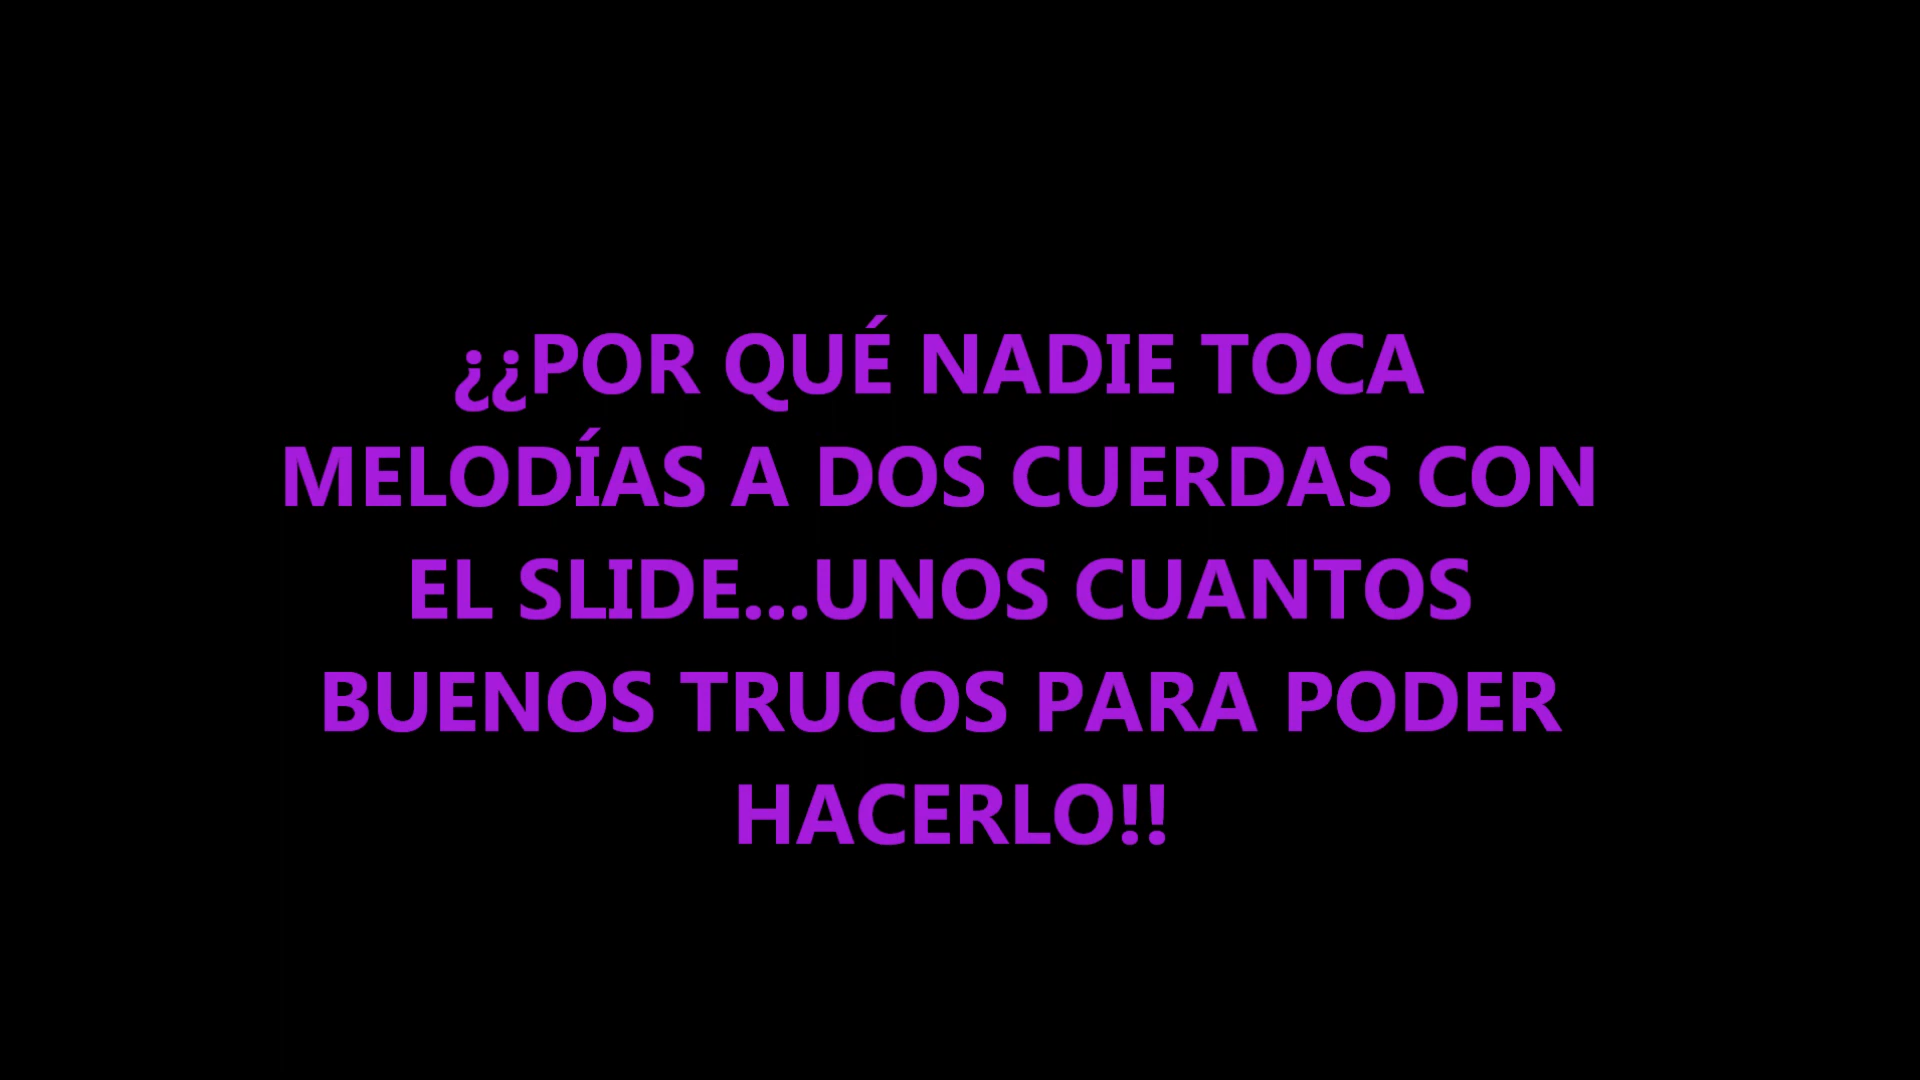 ¿¿POR QUÉ NADIE TOCA
MELODÍAS A DOS CUERDAS CON
EL SLIDE...UNOS CUANTOS
BUENOS TRUCOS PARA PODER
HACERLO!!